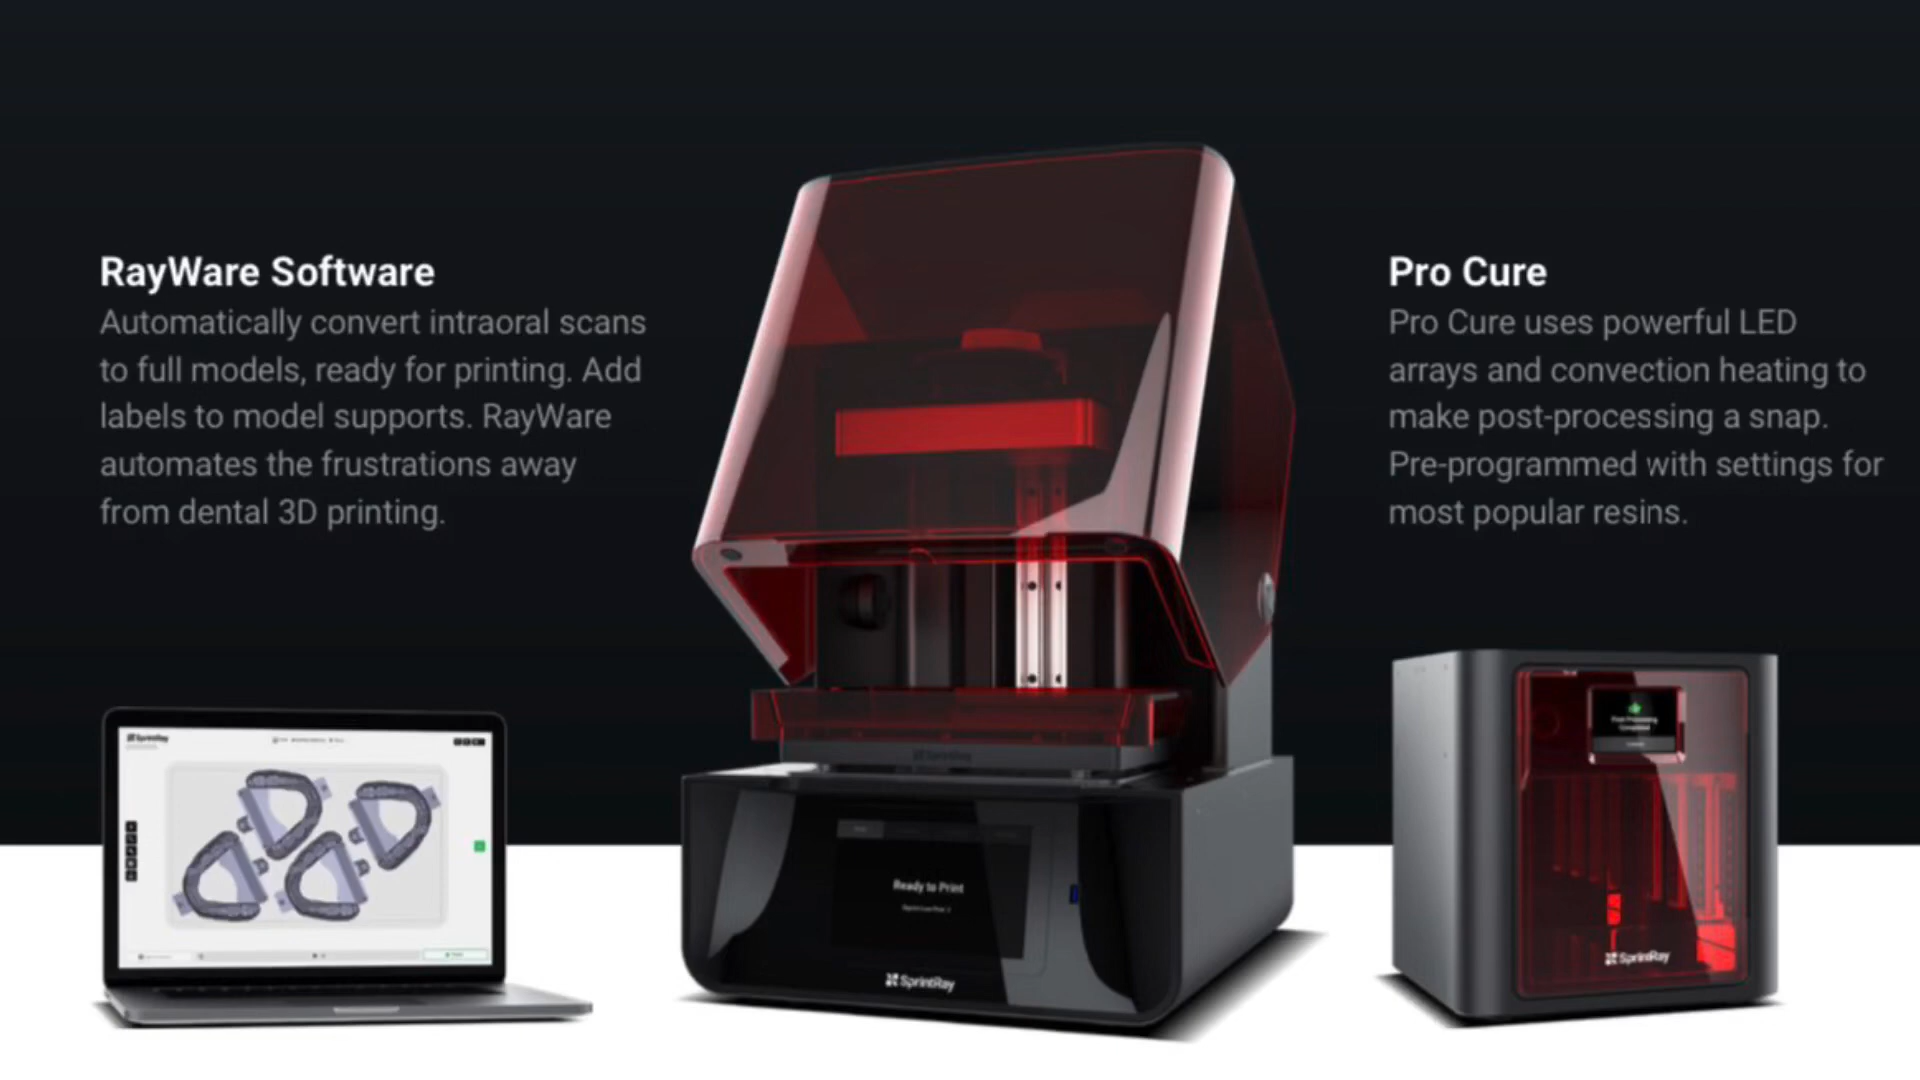 RayWare Software
Automatically convert intraoral scans
to full models, ready for printing. Add
labels to model supports. RayWare
automates the frustrations away
from dental 3D printing.
Pro Cure
Pro Cure uses powerful LED
arrays and convection heating to
make post-processing a snap.
Pre-programmed with settings for
most popular resins.
SprintRay
Ready to Print
SprintRay
SprintRay